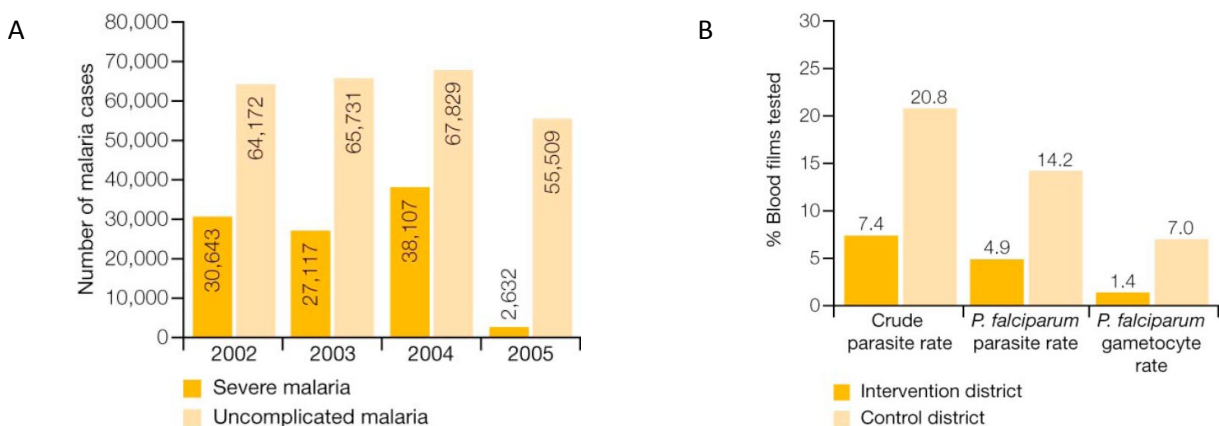 A
Number of malaria cases
80,000
70,000
60,000
50,000
40,000
30,000
20,000
10,000
0
30,643
64,172
27,117
65,731
38,107
67,829
2,632
55,509
2002
2003
2004
2005
Severe malaria
Uncomplicated malaria
B
% Blood films tested
30
25
20
15
10
5
0
7.4
20.8
4.9
14.2
1.4
7.0
Crude
parasite rate
P. falciparum
parasite rate
P. falciparum
gametocyte
rate
Intervention district
Control district